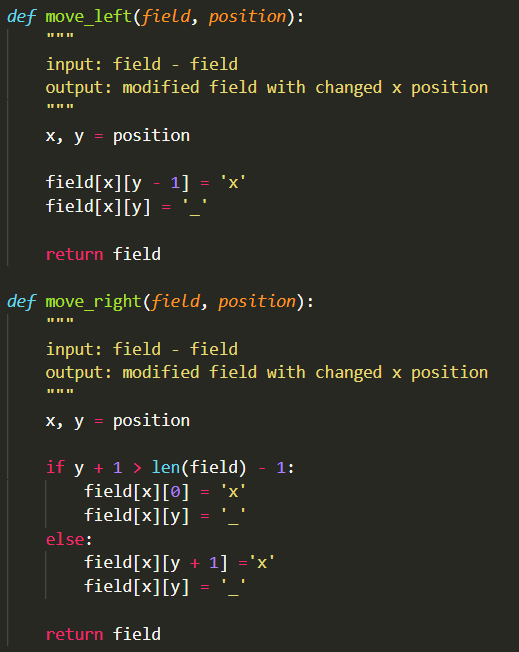 def move_left(field, position):
    """
    input: field - field
    output: modified field with changed x position
    """
    x, y = position

    field[x][y - 1] = 'x'
    field[x][y] = '_'

    return field

def move_right(field, position):
    """
    input: field - field
    output: modified field with changed x position
    """
    x, y = position

    if y + 1 > len(field) - 1:
        field[x][0] = 'x'
        field[x][y] = '_'
    else:
        field[x][y + 1] ='x'
        field[x][y] = '_'

    return field